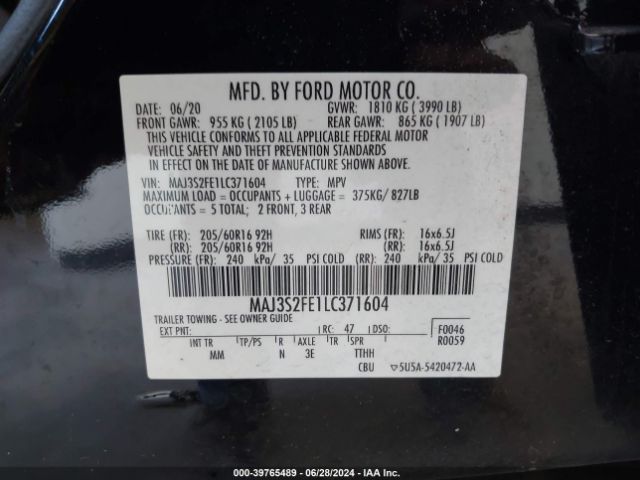 MFD. BY FORD MOTOR CO.
DATE: 06/20 GVWR: 1810 KG ( 3990 LB)
FRONT GAWR: 955 KG ( 2105 LB) REAR GAWR: 865 KG ( 1907 LB)
THIS VEHICLE CONFORMS TO ALL APPLICABLE FEDERAL MOTOR
VEHICLE SAFETY AND THEFT PREVENTION STANDARDS
IN EFFECT ON THE DATE OF MANUFACTURE SHOWN ABOVE.
VIN: MAJ3S2FE1LC371604 TYPE: MPV
MAXIMUM LOAD = OCCUPANTS + LUGGAGE = 375KG/ 827LB
OCCUPANTS = 5 TOTAL; 2 FRONT, 3 REAR
TIRE (FR): 205/60R16 92H RIMS (FR): 16x6.5J
(RR): 205/60R16 92H (RR): 16x6.5J
PRESSURE (FR): 240 kPa/ 35 PSI COLD (RR): 240 kPa/ 35 PSI COLD
MAJ3S2FE1LC371604
TRAILER TOWING - SEE OWNER GUIDE
EXT PNT: RC: 47 DSO: F0046
INT TR TP/PS R AXLE TR SPR R0059
MM N 3E TTHH
CBU 5U5A-5420472-AA
000-39765489 - 06/28/2024 - IAAI.com